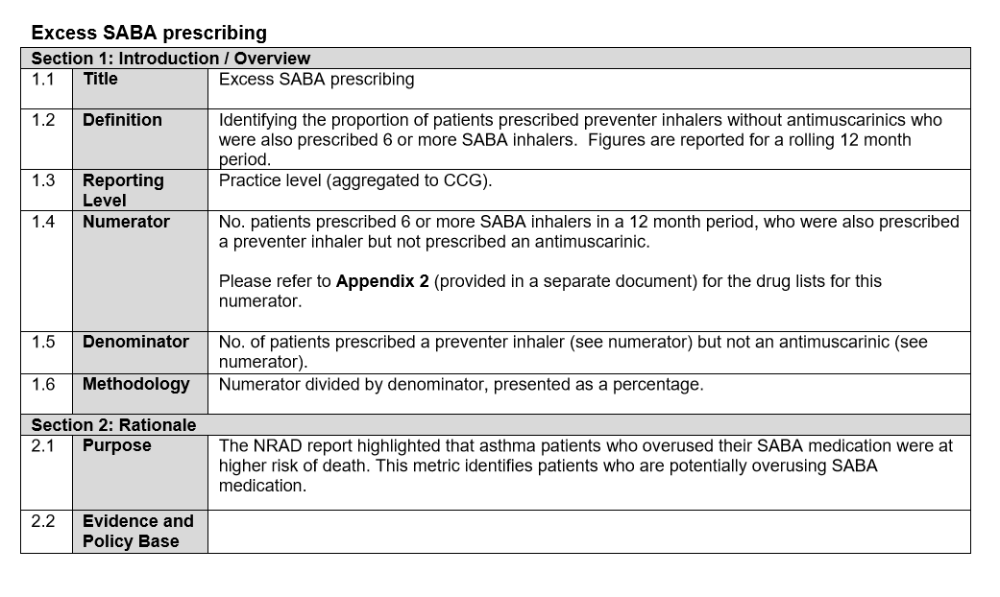 Excess SABA prescribing
Section 1: Introduction / Overview
1.1 Title Excess SABA prescribing
1.2 Definition Identifying the proportion of patients prescribed preventer inhalers without antimuscarinics who
were also prescribed 6 or more SABA inhalers.  Figures are reported for a rolling 12 month
period.
1.3 Reporting Practice level (aggregated to CCG).
Level
1.4 Numerator No. patients prescribed 6 or more SABA inhalers in a 12 month period, who were also prescribed
a preventer inhaler but not prescribed an antimuscarinic.
Please refer to Appendix 2 (provided in a separate document) for the drug lists for this
numerator.
1.5 Denominator No. of patients prescribed a preventer inhaler (see numerator) but not an antimuscarinic (see
numerator).
1.6 Methodology Numerator divided by denominator, presented as a percentage.
Section 2: Rationale
2.1 Purpose The NRAD report highlighted that asthma patients who overused their SABA medication were at
higher risk of death. This metric identifies patients who are potentially overusing SABA
medication.
2.2 Evidence and
Policy Base